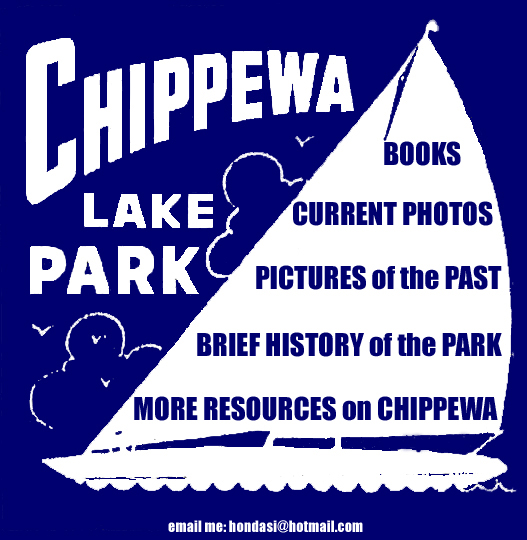 CHIPPEWA
LAKE
PARK
BOOKS
CURRENT PHOTOS
PICTURES of the PAST
BRIEF HISTORY of the PARK
MORE RESOURCES on CHIPPEWA
email me: hondasi@hotmail.com